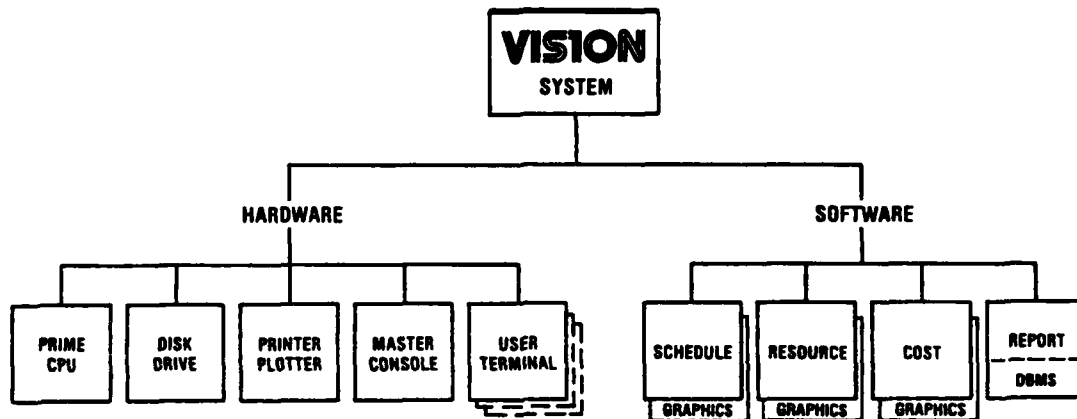 VISION
SYSTEM
HARDWARE
SOFTWARE
PRIME
CPU
DISK
DRIVE
PRINTER
PLOTTER
MASTER
CONSOLE
USER
TERMINAL
SCHEDULE
GRAPHICS
RESOURCE
GRAPHICS
COST
GRAPHICS
REPORT
DBMS